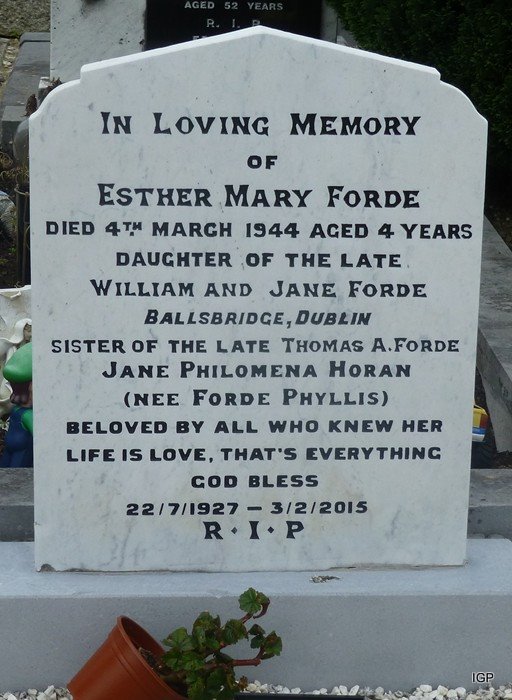 AGED 52 YEARS
R. I. P.
In Loving Memory
of
Esther Mary Forde
Died 4th March 1944 Aged 4 Years
Daughter of the late
William and Jane Forde
Ballsbridge, Dublin
Sister of the late Thomas A. Forde
Jane Philomena Horan
(nee Forde Phyllis)
Beloved by all who knew her
Life is love, that's everything
God Bless
22/7/1927 – 3/2/2015
R · I · P
IGP